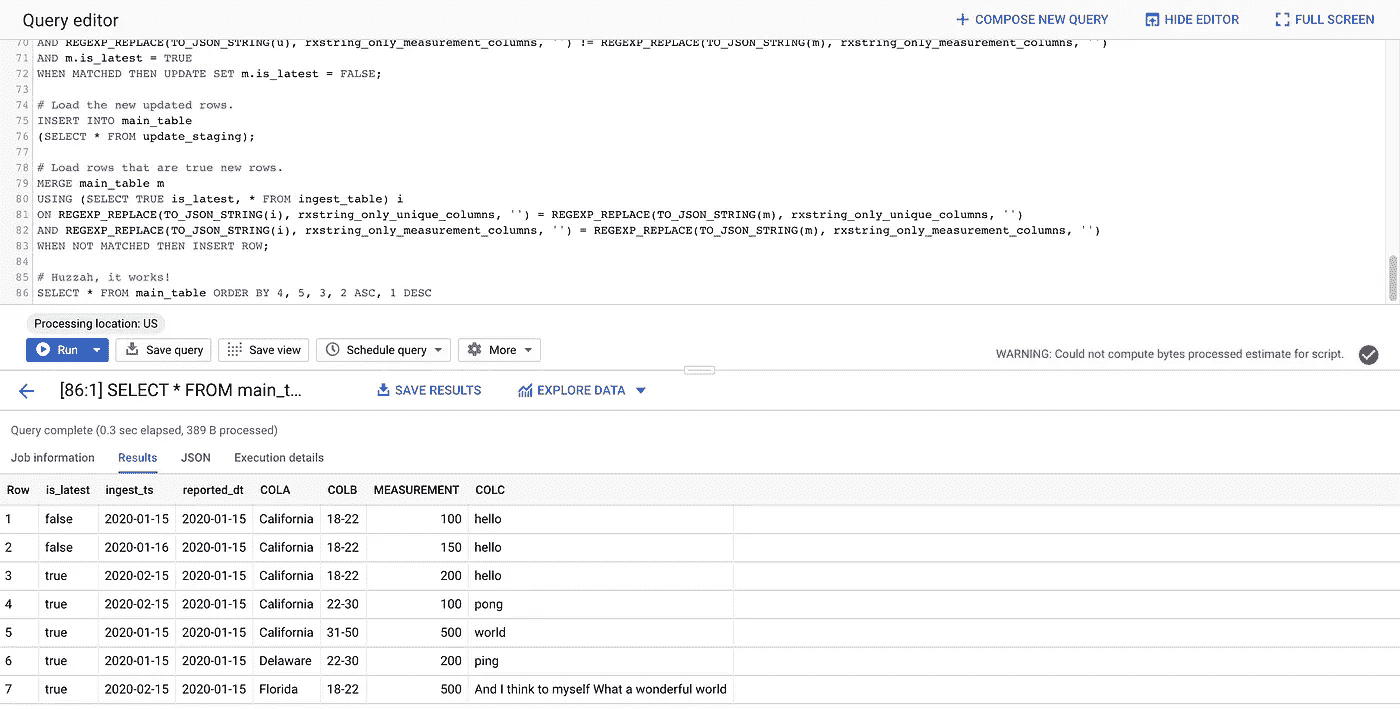 Query editor
COMPOSE NEW QUERY HIDE EDITOR FULL SCREEN
70 AND REGEXP_REPLACE(TO_JSON_STRING(u), rxstring_only_measurement_columns, '') != REGEXP_REPLACE(TO_JSON_STRING(m), rxstring_only_measurement_columns, '')
71 AND m.is_latest = TRUE
72 WHEN MATCHED THEN UPDATE SET m.is_latest = FALSE;
73
74 # Load the new updated rows.
75 INSERT INTO main_table
76 (SELECT * FROM update_staging);
77
78 # Load rows that are true new rows.
79 MERGE main_table m
80 USING (SELECT TRUE is_latest, * FROM ingest_table) i
81 ON REGEXP_REPLACE(TO_JSON_STRING(i), rxstring_only_unique_columns, '') = REGEXP_REPLACE(TO_JSON_STRING(m), rxstring_only_unique_columns, '')
82 AND REGEXP_REPLACE(TO_JSON_STRING(i), rxstring_only_measurement_columns, '') = REGEXP_REPLACE(TO_JSON_STRING(m), rxstring_only_measurement_columns, '')
83 WHEN NOT MATCHED THEN INSERT ROW;
84
85 # Huzzah, it works!
86 SELECT * FROM main_table ORDER BY 4, 5, 3, 2 ASC, 1 DESC
Processing location: US
Run Save query Save view Schedule query More
WARNING: Could not compute bytes processed estimate for script.
[86:1] SELECT * FROM main_t... SAVE RESULTS EXPLORE DATA
Query complete (0.3 sec elapsed, 389 B processed)
Job information Results JSON Execution details
Row is_latest ingest_ts reported_dt COLA COLB MEASUREMENT COLC
1 false 2020-01-15 2020-01-15 California 18-22 100 hello
2 false 2020-01-16 2020-01-15 California 18-22 150 hello
3 true 2020-02-15 2020-01-15 California 18-22 200 hello
4 true 2020-02-15 2020-01-15 California 22-30 100 pong
5 true 2020-01-15 2020-01-15 California 31-50 500 world
6 true 2020-01-15 2020-01-15 Delaware 22-30 200 ping
7 true 2020-02-15 2020-01-15 Florida 18-22 500 And I think to myself What a wonderful world